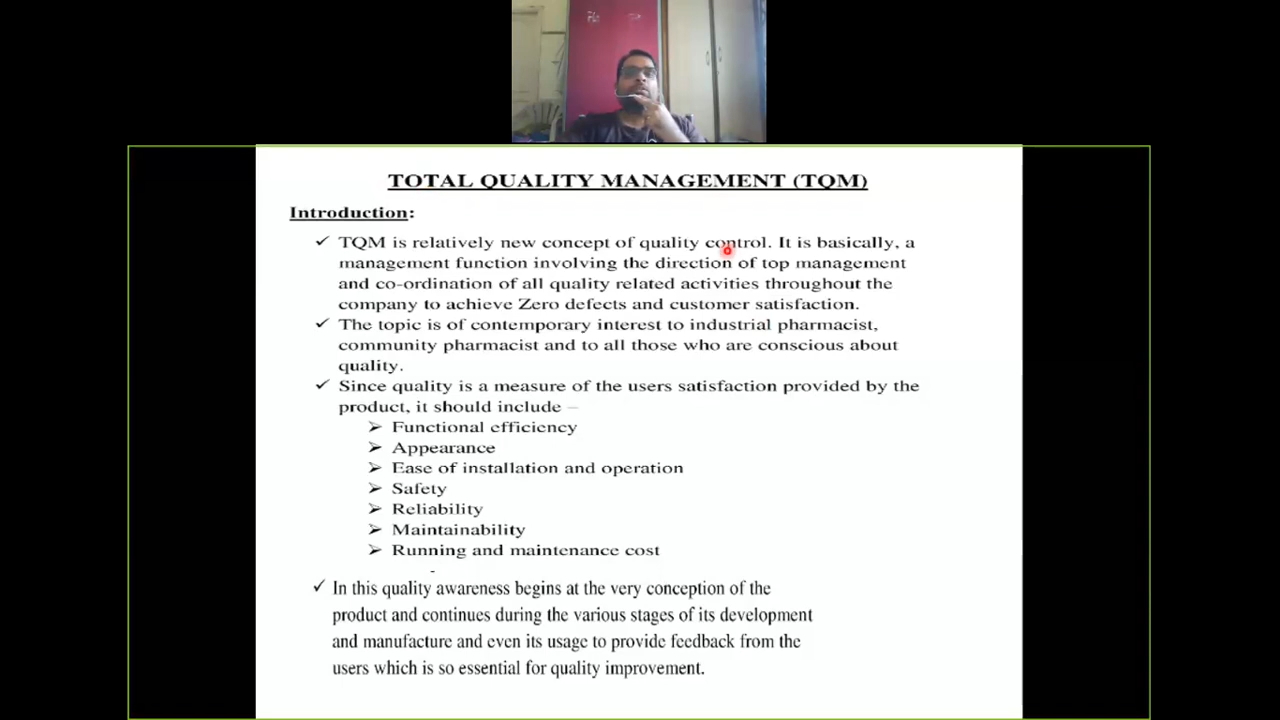 TOTAL QUALITY MANAGEMENT (TQM)
Introduction:
✓ TQM is relatively new concept of quality control. It is basically, a
management function involving the direction of top management
and co-ordination of all quality related activities throughout the
company to achieve Zero defects and customer satisfaction.
✓ The topic is of contemporary interest to industrial pharmacist,
community pharmacist and to all those who are conscious about
quality.
✓ Since quality is a measure of the users satisfaction provided by the
product, it should include –
➢ Functional efficiency
➢ Appearance
➢ Ease of installation and operation
➢ Safety
➢ Reliability
➢ Maintainability
➢ Running and maintenance cost
✓ In this quality awareness begins at the very conception of the
product and continues during the various stages of its development
and manufacture and even its usage to provide feedback from the
users which is so essential for quality improvement.